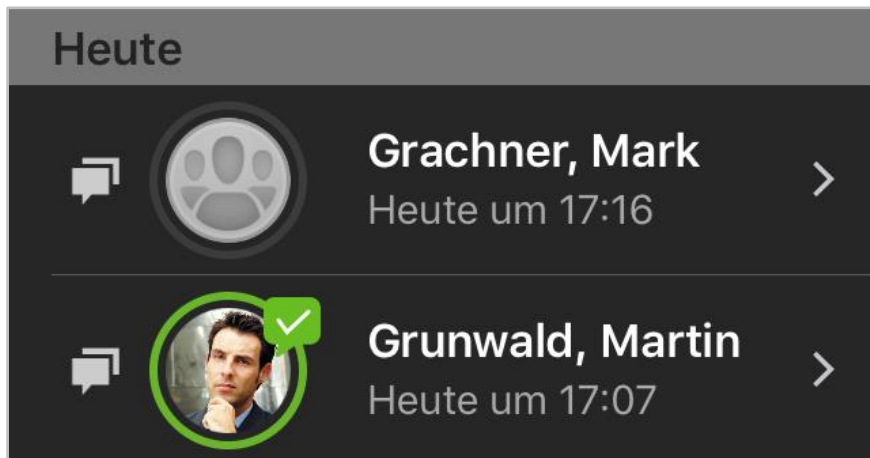 Heute
Grachner, Mark
Heute um 17:16
Grunwald, Martin
Heute um 17:07